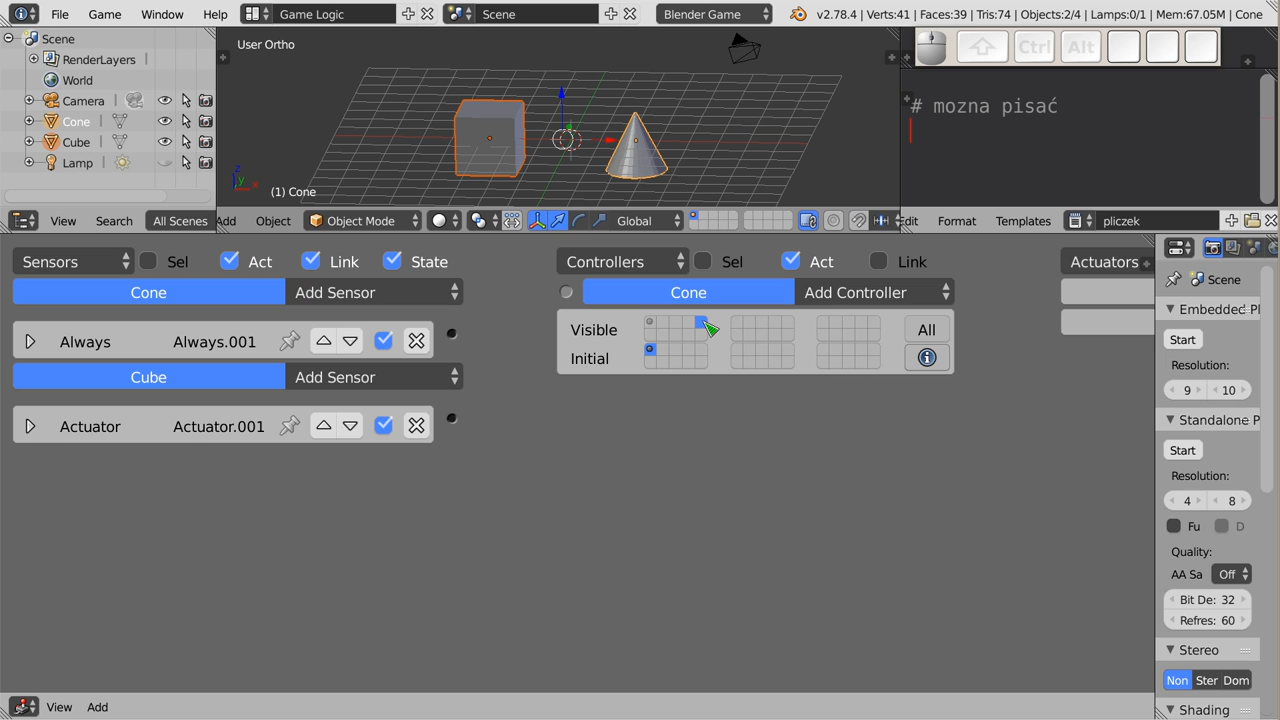 File Game Window Help Game Logic Scene Blender Game v2.78.4 | Verts:41 | Faces:39 | Tris:74 | Objects:2/4 | Lamps:0/1 | Mem:67.05M | Cone
Scene
RenderLayers
World
Camera
Cone
Cube
Lamp
View Search All Scenes
User Ortho
(1) Cone
Add Object Object Mode Global
Ctrl Alt
# mozna pisać
Edit Format Templates pliczek
Sensors Sel Act Link State
Cone Add Sensor
Always Always.001
Cube Add Sensor
Actuator Actuator.001
Controllers Sel Act Link
Cone Add Controller
Visible All
Initial
Actuators
Scene
Embedded Pl
Start
Resolution:
9 10
Standalone P
Start
Resolution:
4 8
Fu D
Quality:
AA Sa Off
Bit De: 32
Refres: 60
Stereo
Non Ster Dom
Shading
View Add